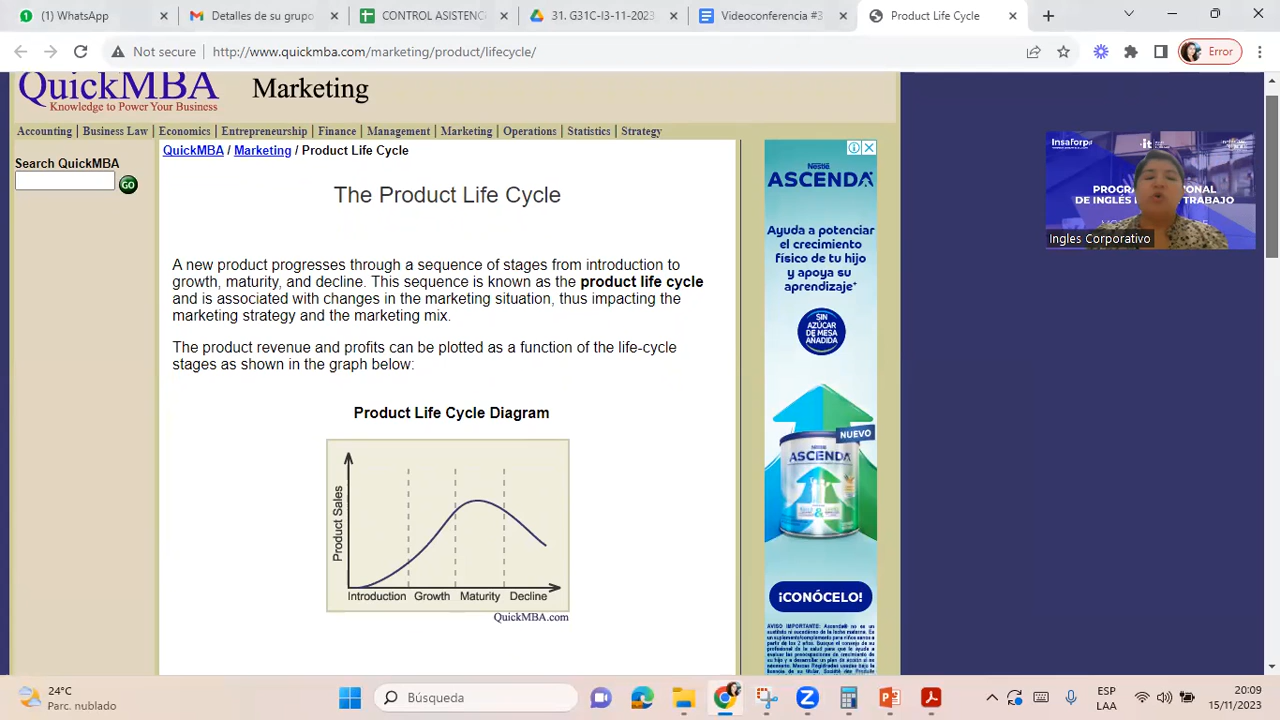 (1) WhatsApp
Detalles de su grupo
CONTROL ASISTENC
31. G31C-I3-11-2023
Videoconferencia #3
Product Life Cycle
Not secure
http://www.quickmba.com/marketing/product/lifecycle/
Error
QuickMBA
Knowledge to Power Your Business
Marketing
Accounting | Business Law | Economics | Entrepreneurship | Finance | Management | Marketing | Operations | Statistics | Strategy
Search QuickMBA
GO
QuickMBA / Marketing / Product Life Cycle
The Product Life Cycle
A new product progresses through a sequence of stages from introduction to
growth, maturity, and decline. This sequence is known as the product life cycle
and is associated with changes in the marketing situation, thus impacting the
marketing strategy and the marketing mix.
The product revenue and profits can be plotted as a function of the life-cycle
stages as shown in the graph below:
Product Life Cycle Diagram
Product Sales
Introduction Growth Maturity Decline
QuickMBA.com
Nestlé
ASCENDA
Ayuda a potenciar
el crecimiento
físico de tu hijo
y apoya su
aprendizaje+
SIN
AZÚCAR
DE MESA
AÑADIDA
NUEVO
ASCENDA
¡CONÓCELO!
Insaforp
it
DE INGLÉS
TRABAJO
Ingles Corporativo
24°C
Parc. nublado
Búsqueda
ESP
LAA
20:09
15/11/2023